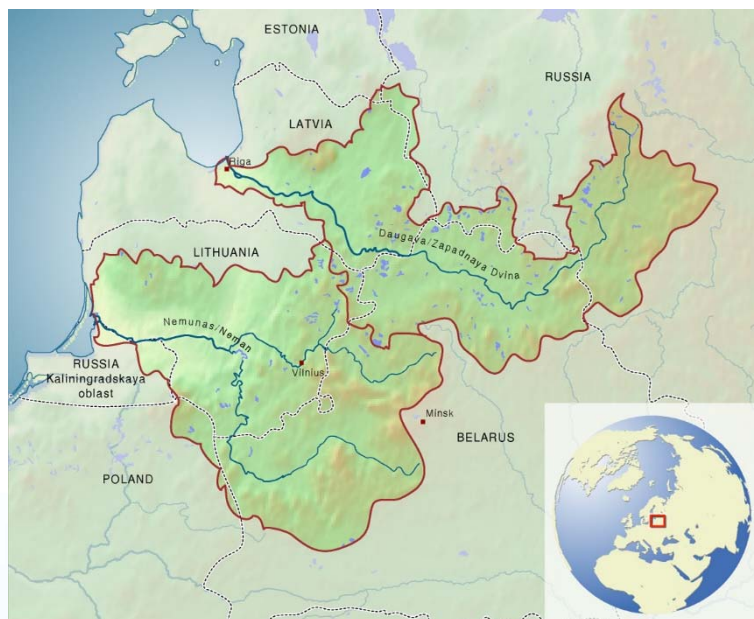 ESTONIA
RUSSIA
LATVIA
Riga
Daugava/Zapadnaya Dvina
LITHUANIA
Nemunas/Neman
RUSSIA
Kaliningradskaya
oblast
Vilnius
Minsk
BELARUS
POLAND